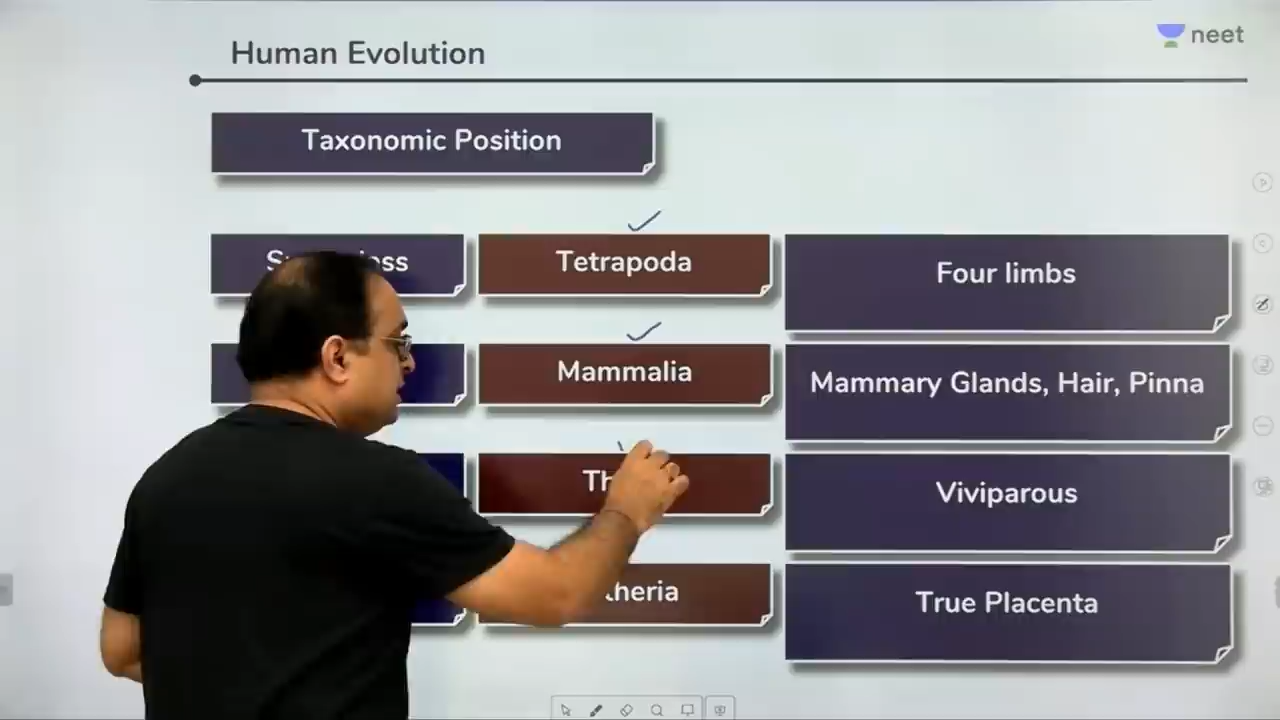 neet
Human Evolution
Taxonomic Position
Tetrapoda
Four limbs
Mammalia
Mammary Glands, Hair, Pinna
Viviparous
True Placenta